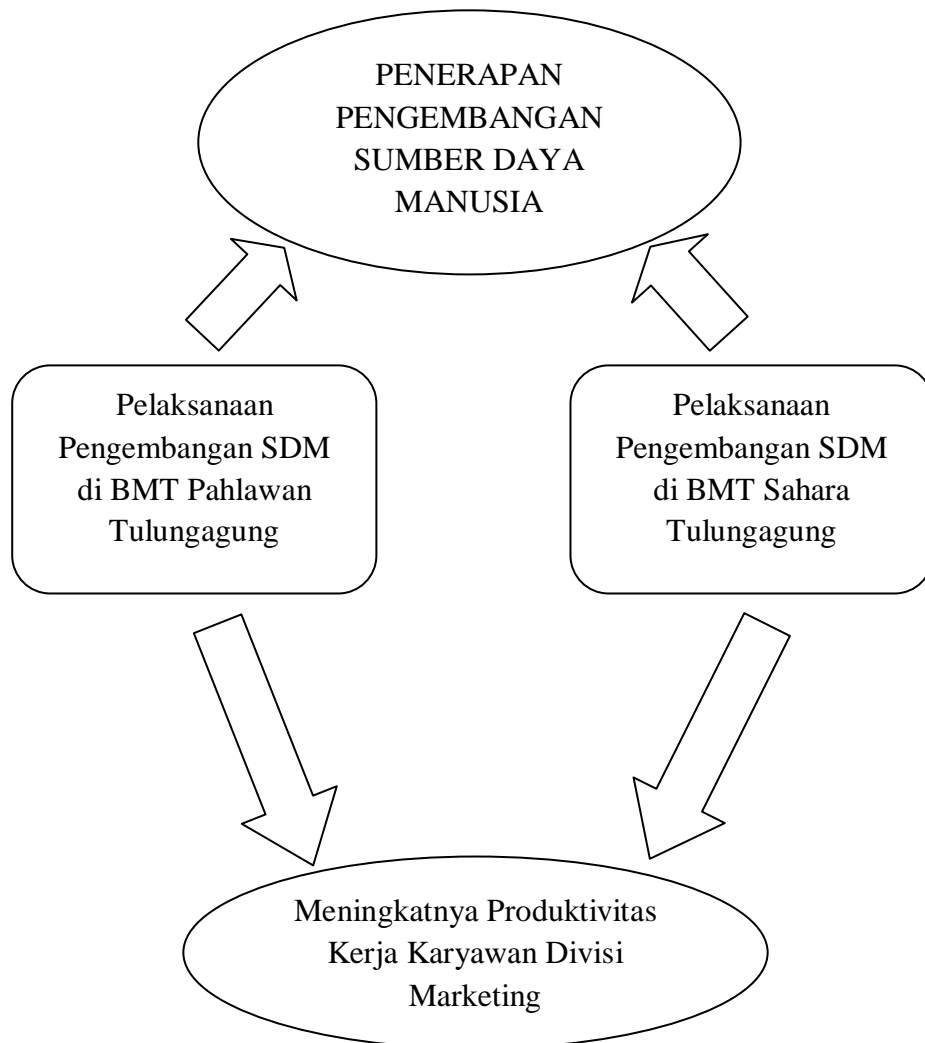 PENERAPAN
PENGEMBANGAN
SUMBER DAYA
MANUSIA
Pelaksanaan
Pengembangan SDM
di BMT Pahlawan
Tulungagung
Pelaksanaan
Pengembangan SDM
di BMT Sahara
Tulungagung
Meningkatnya Produktivitas
Kerja Karyawan Divisi
Marketing